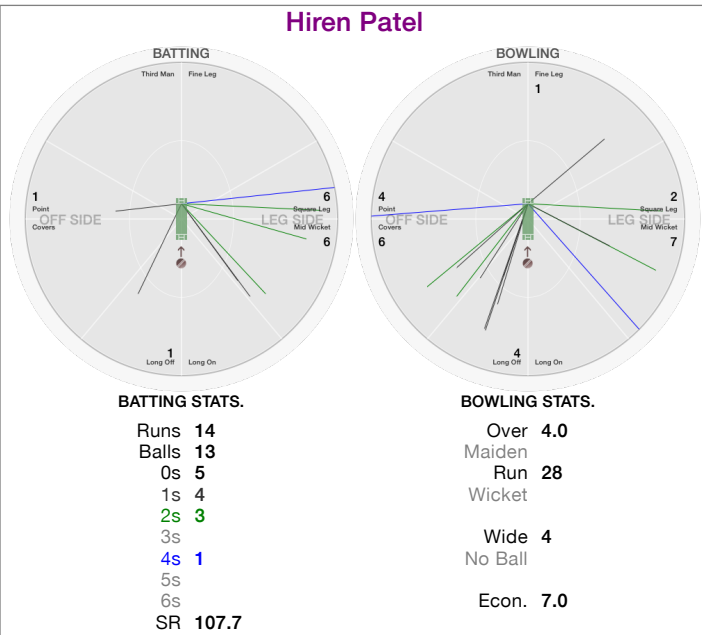 Hiren Patel
BATTING
Third Man Fine Leg
1 6
Point Square Leg
OFF SIDE LEG SIDE
Covers Mid Wicket
6
1
Long Off Long On
BOWLING
Third Man Fine Leg
1
4 2
Point Square Leg
OFF SIDE LEG SIDE
Covers Mid Wicket
6 7
4
Long Off Long On
BATTING STATS.
Runs 14
Balls 13
0s 5
1s 4
2s 3
3s
4s 1
5s
6s
SR 107.7
BOWLING STATS.
Over 4.0
Maiden
Run 28
Wicket
Wide 4
No Ball
Econ. 7.0